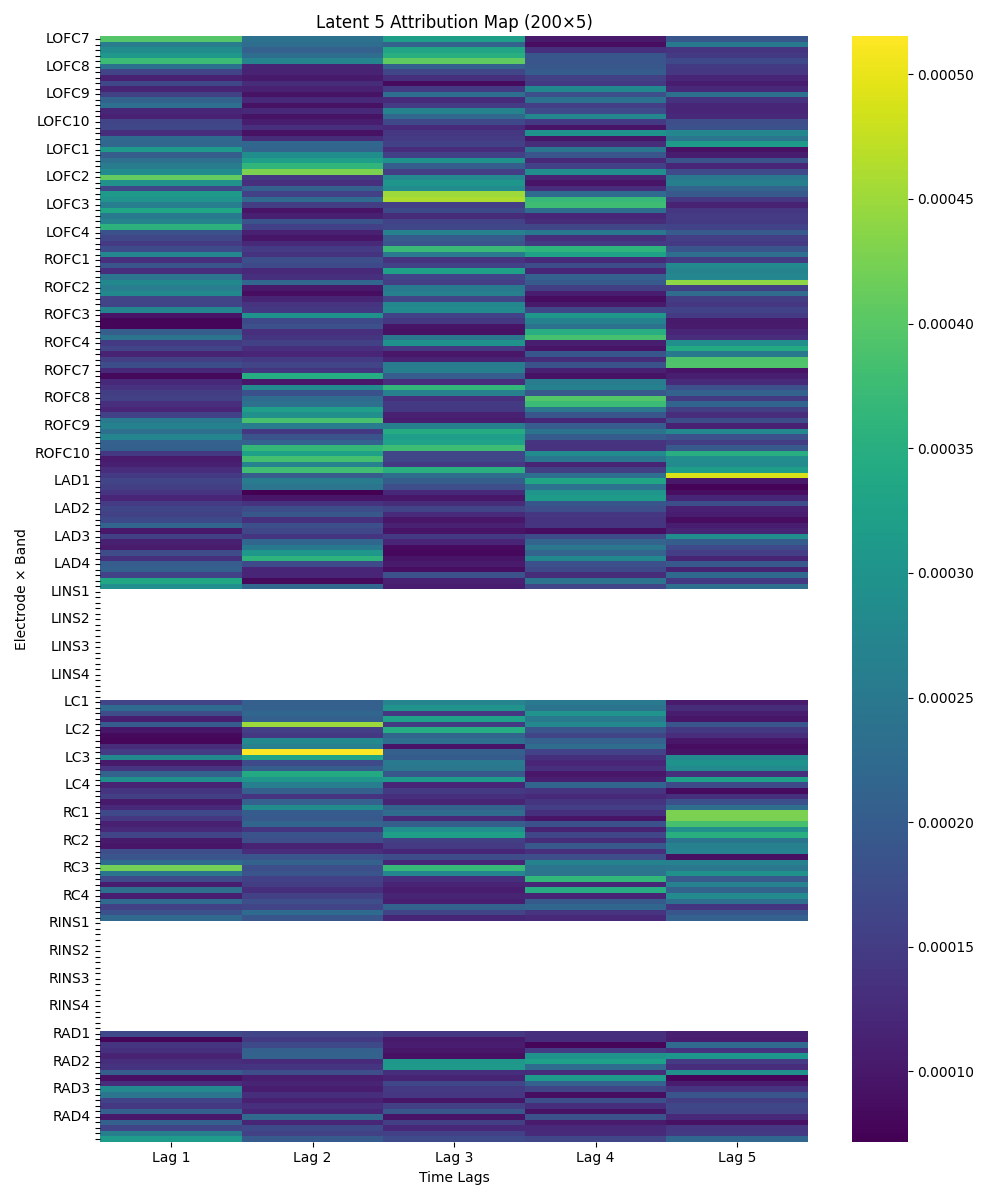 Latent 5 Attribution Map (200×5)
LOFC7
LOFC8
LOFC9
LOFC10
LOFC1
LOFC2
LOFC3
LOFC4
ROFC1
ROFC2
ROFC3
ROFC4
ROFC7
ROFC8
ROFC9
ROFC10
LAD1
LAD2
LAD3
LAD4
LINS1
LINS2
LINS3
LINS4
LC1
LC2
LC3
LC4
RC1
RC2
RC3
RC4
RINS1
RINS2
RINS3
RINS4
RAD1
RAD2
RAD3
RAD4
Electrode × Band
Lag 1
Lag 2
Lag 3
Lag 4
Lag 5
Time Lags
0.00050
0.00045
0.00040
0.00035
0.00030
0.00025
0.00020
0.00015
0.00010